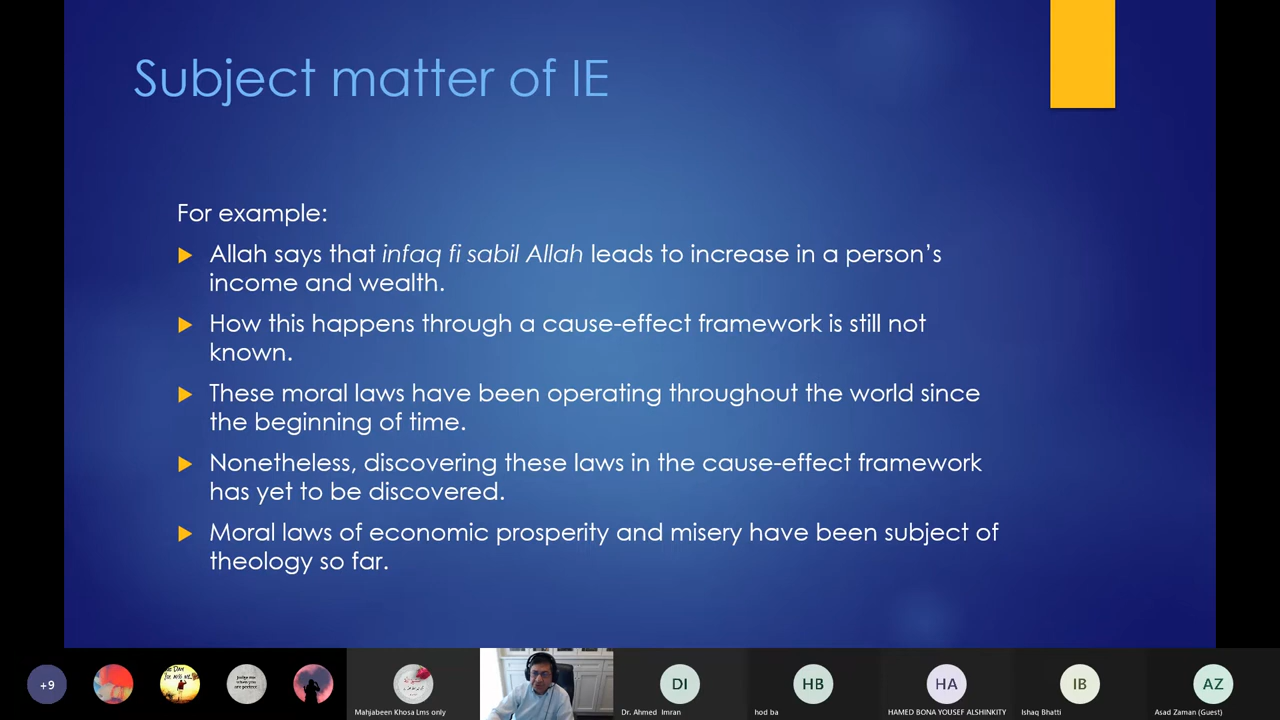 Subject matter of IE
For example:
Allah says that infaq fi sabil Allah leads to increase in a person’s
income and wealth.
How this happens through a cause-effect framework is still not
known.
These moral laws have been operating throughout the world since
the beginning of time.
Nonetheless, discovering these laws in the cause-effect framework
has yet to be discovered.
Moral laws of economic prosperity and misery have been subject of
theology so far.
+9
DI
HB
HA
IB
AZ
Mahjabeen Khosa Lms only
Dr. Ahmed Imran
hod ba
HAMED BONA YOUSEF ALSHINKITY
Ishaq Bhatti
Asad Zaman (Guest)